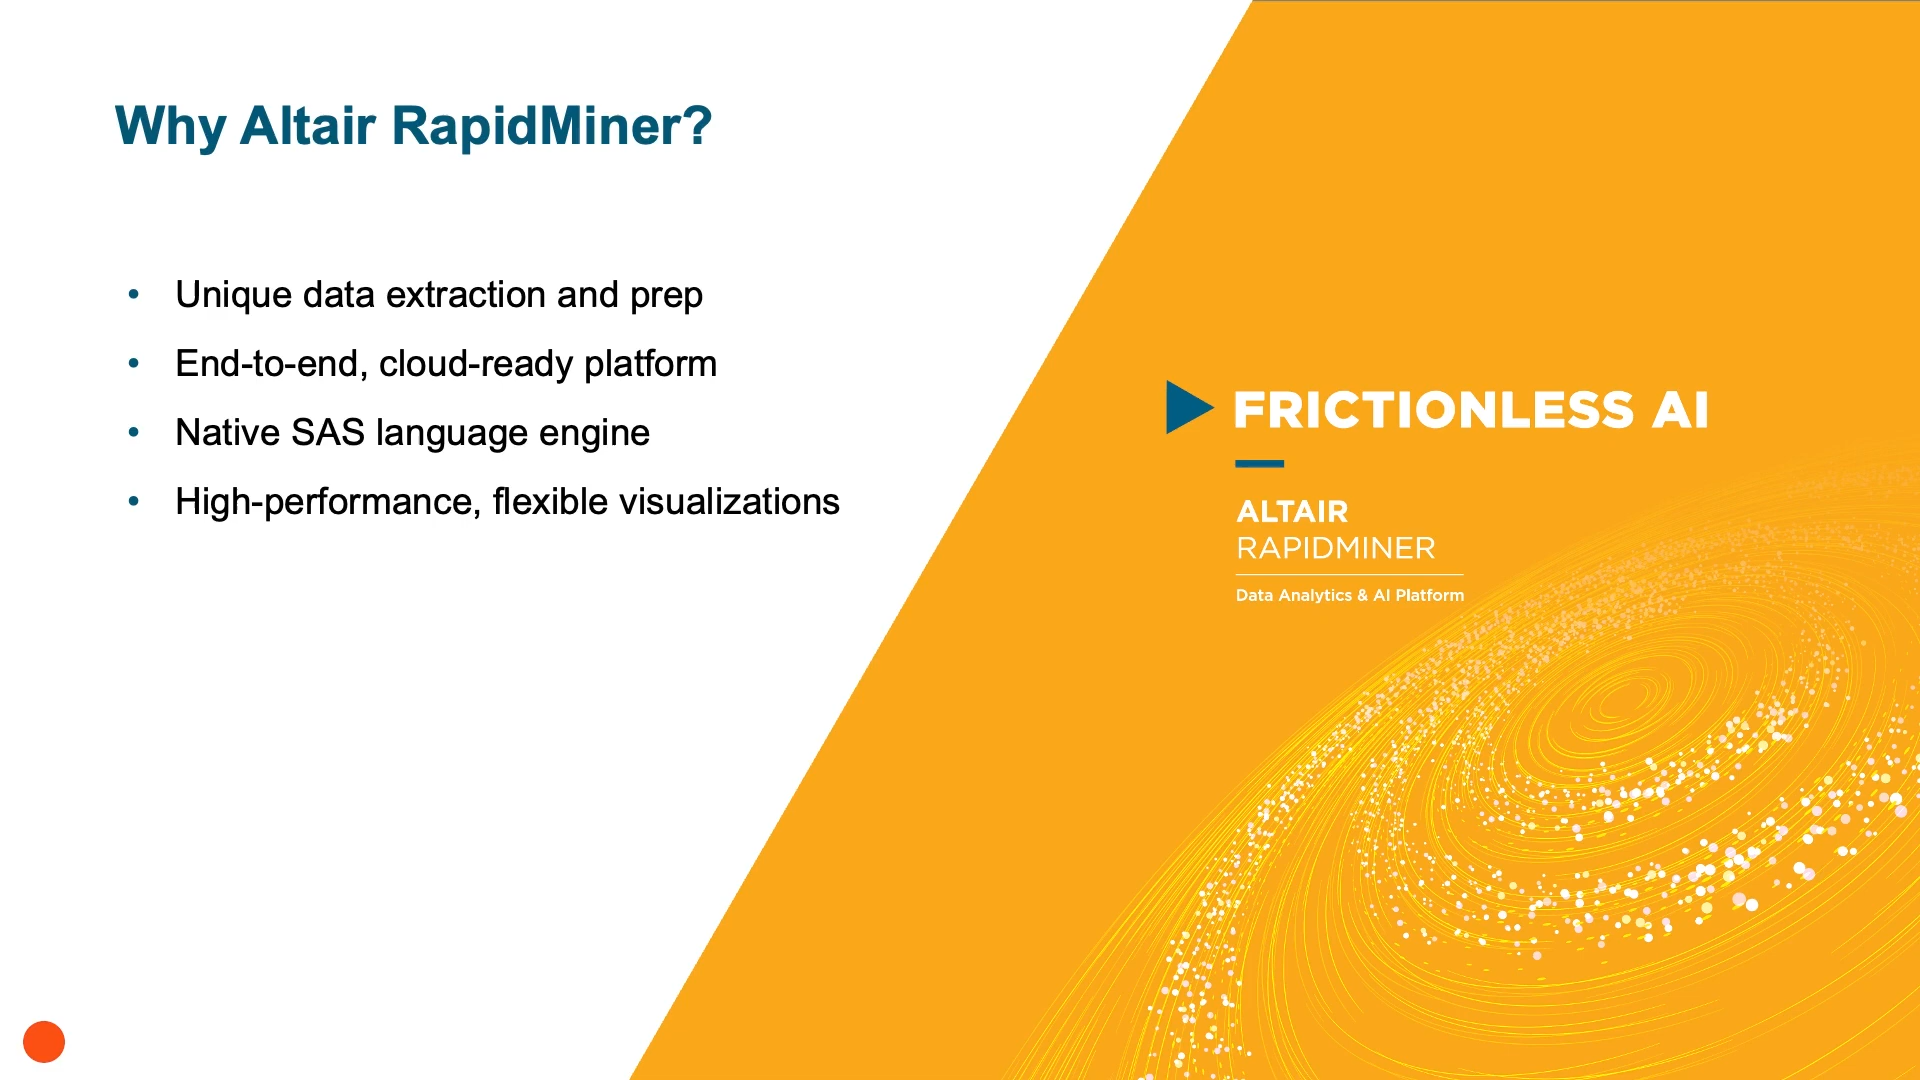 Why Altair RapidMiner?
• Unique data extraction and prep
• End-to-end, cloud-ready platform
• Native SAS language engine
• High-performance, flexible visualizations
FRICTIONLESS AI
ALTAIR
RAPIDMINER
Data Analytics & AI Platform